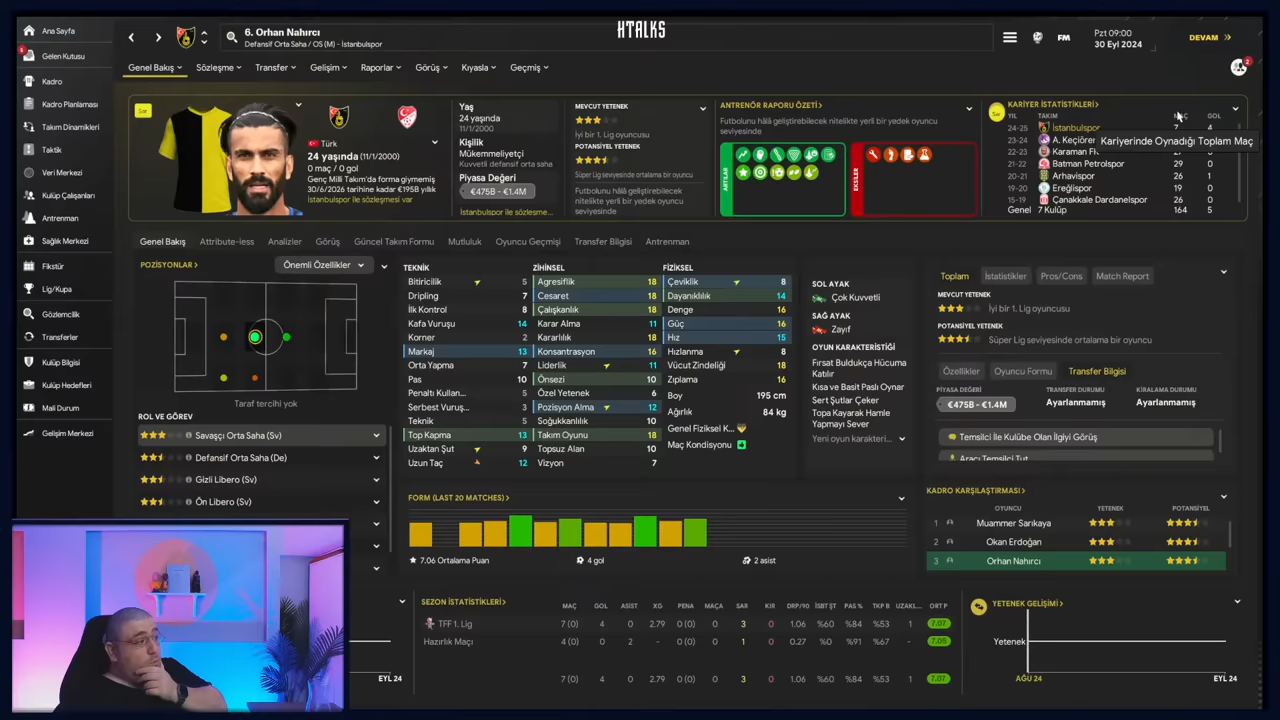 HTALKS
Ana Sayfa
Gelen Kutusu
Kadro
Kadro Planlaması
Takım Dinamikleri
Taktik
Veri Merkezi
Kulüp Çalışanları
Antrenman
Sağlık Merkezi
Fikstür
Lig/Kupa
Gözlemcilik
Transferler
Kulüp Bilgisi
Kulüp Hedefleri
Mali Durum
Gelişim Merkezi
6. Orhan Nahırcı
Defansif Orta Saha / OS (M) - İstanbulspor
FM
Pzt 09:00
30 Eyl 2024
DEVAM
Genel Bakış Sözleşme Transfer Gelişim Raporlar Görüş Kıyasla Geçmiş
Sar
Türk
24 yaşında (11/1/2000)
0 maç / 0 gol
Genç Milli Takım'da forma giymemiş
30/6/2026 tarihine kadar €195B yıllık
İstanbulspor ile sözleşmesi var
Yaş
24 yaşında
11/1/2000
Kişilik
Mükemmeliyetçi
Kuvvetli defansif orta saha
Piyasa Değeri
€475B - €1.4M
İstanbulspor ile sözleşme...
MEVCUT YETENEK
İyi bir 1. Lig oyuncusu
POTANSİYEL YETENEK
Süper Lig seviyesinde ortalama bir oyuncu
Futbolunu hâlâ geliştirebilecek nitelikte yerli bir yedek oyuncu seviyesinde
ANTRENÖR RAPORU ÖZETİ
Futbolunu hâlâ geliştirebilecek nitelikte yerli bir yedek oyuncu
seviyesinde
ARTILAR
EKSİLER
KARİYER İSTATİSTİKLERİ
YIL TAKIM MAÇ GOL
24-25 İstanbulspor 7 4
23-24 A. Keçiöre
22-23 Karaman FK
21-22 Batman Petrolspor 29 0
20-21 Arhavispor 26 1
19-20 Ereğlispor 19 0
15-19 Çanakkale Dardanelspor 26 0
Genel 7 Kulüp 164 5
Kariyerinde Oynadığı Toplam Maç
Genel Bakış Attribute-less Analizler Görüş Güncel Takım Formu Mutluluk Oyuncu Geçmişi Transfer Bilgisi Antrenman
POZİSYONLAR
Önemli Özellikler
Taraf tercihi yok
ROL VE GÖREV
Savaşçı Orta Saha (Sv)
Defansif Orta Saha (De)
Gizli Libero (Sv)
Ön Libero (Sv)
TEKNİK
Bitiricilik 5
Dripling 7
İlk Kontrol 8
Kafa Vuruşu 14
Korner 2
Markaj 13
Orta Yapma 7
Pas 10
Penaltı Kullan... 5
Serbest Vuruş... 3
Teknik 5
Top Kapma 13
Uzaktan Şut 9
Uzun Taç 12
ZİHİNSEL
Agresiflik 18
Cesaret 18
Çalışkanlık 18
Karar Alma 11
Kararlılık 18
Konsantrasyon 16
Liderlik 11
Önsezi 10
Özel Yetenek 6
Pozisyon Alma 12
Soğukkanlılık 10
Takım Oyunu 18
Topsuz Alan 10
Vizyon 7
FİZİKSEL
Çeviklik 8
Dayanıklılık 14
Denge 16
Güç 16
Hız 15
Hızlanma 8
Vücut Zindeliği 18
Zıplama 16
Boy 195 cm
Ağırlık 84 kg
Genel Fiziksel K...
Maç Kondisyonu
SOL AYAK
Çok Kuvvetli
SAĞ AYAK
Zayıf
OYUN KARAKTERİSTİĞİ
Fırsat Buldukça Hücuma
Katılır
Kısa ve Basit Paslı Oynar
Sert Şutlar Çeker
Topa Kayarak Hamle
Yapmayı Sever
Yeni oyun karakteri...
Toplam İstatistikler Pros/Cons Match Report
MEVCUT YETENEK
İyi bir 1. Lig oyuncusu
POTANSİYEL YETENEK
Süper Lig seviyesinde ortalama bir oyuncu
Özellikler Oyuncu Formu Transfer Bilgisi
PİYASA DEĞERİ
€475B - €1.4M
TRANSFER DURUMU
Ayarlanmamış
KİRALAMA DURUMU
Ayarlanmamış
Temsilci İle Kulübe Olan İlgiyi Görüş
Aracı Temsilci Tut
FORM (LAST 20 MATCHES)
7.06 Ortalama Puan 4 gol 2 asist
KADRO KARŞILAŞTIRMASI
OYUNCU YETENEK POTANSİYEL
1 Muammer Sarıkaya
2 Okan Erdoğan
3 Orhan Nahırcı
SEZON İSTATİSTİKLERİ
MAÇ GOL ASİST XG PENA MAÇA SAR KIR DRP/90 İSBT ŞT PAS % TKP B UZAKL... ORT P
TFF 1. Lig 7 (0) 4 0 2.79 0 (0) 0 3 0 1.06 %60 %84 %53 1 7.07
Hazırlık Maçı 4 (0) 0 2 - 0 (0) 0 1 0 0.27 %0 %91 %67 - 7.05
7 (0) 4 0 2.79 0 (0) 0 3 0 1.06 %60 %84 %53 1 7.07
EYL 24
YETENEK GELİŞİMİ
Yetenek
AĞU 24 EYL 24